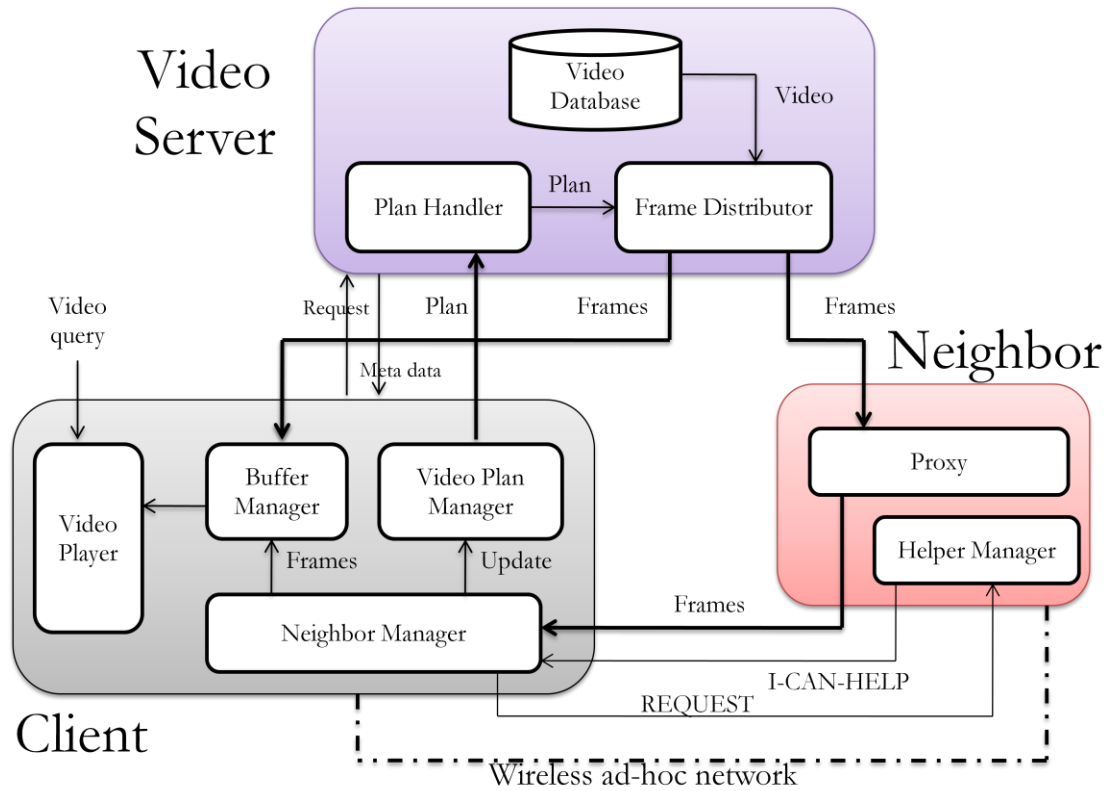 Video
Server
Video
Database
Video
Plan Handler
Plan
Frame Distributor
Request
Plan
Frames
Frames
Video
query
Meta data
Neighbor
Video
Player
Buffer
Manager
Video Plan
Manager
Proxy
Helper Manager
Frames
Update
Neighbor Manager
Frames
I-CAN-HELP
REQUEST
Client
Wireless ad-hoc network